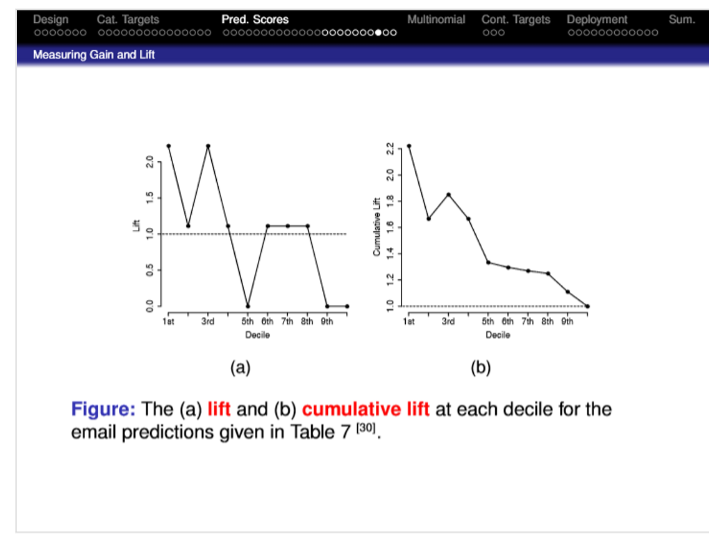 Design Cat. Targets Pred. Scores Multinomial Cont. Targets Deployment Sum.
Measuring Gain and Lift
2.0
1.5
1.0
0.5
0.0
Lift
1st 3rd 5th 6th 7th 8th 9th
Decile
(a)
2.2
2.0
1.8
1.6
1.4
1.2
1.0
Cumulative Lift
1st 3rd 5th 6th 7th 8th 9th
Decile
(b)
Figure: The (a) lift and (b) cumulative lift at each decile for the
email predictions given in Table 7 [30].